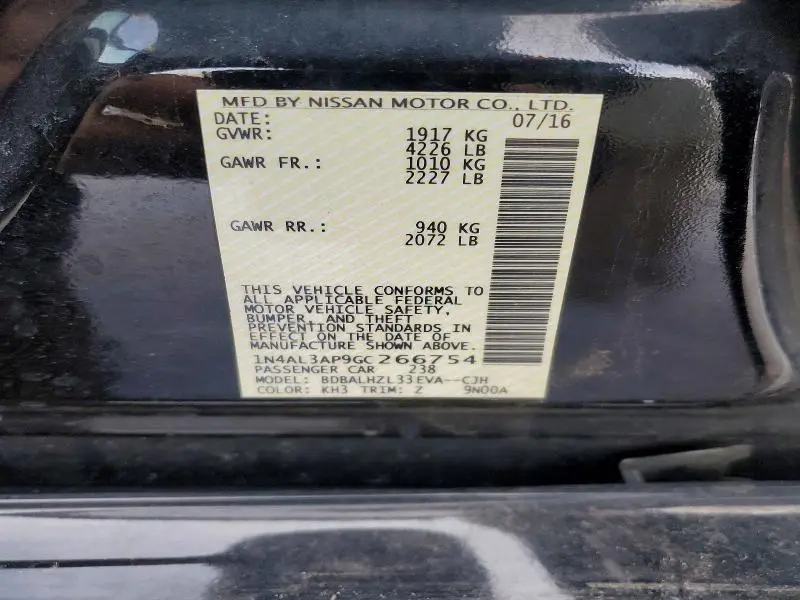 MFD BY NISSAN MOTOR CO., LTD.
DATE: 07/16
GVWR: 1917 KG
4226 LB
GAWR FR.: 1010 KG
2227 LB
GAWR RR.: 940 KG
2072 LB
THIS VEHICLE CONFORMS TO
ALL APPLICABLE FEDERAL
MOTOR VEHICLE SAFETY,
BUMPER, AND THEFT
PREVENTION STANDARDS IN
EFFECT ON THE DATE OF
MANUFACTURE SHOWN ABOVE.
1N4AL3AP9GC266754
PASSENGER CAR 238
MODEL: BDBALHZL33EVA--CJH
COLOR: KH3 TRIM: Z 9N00A